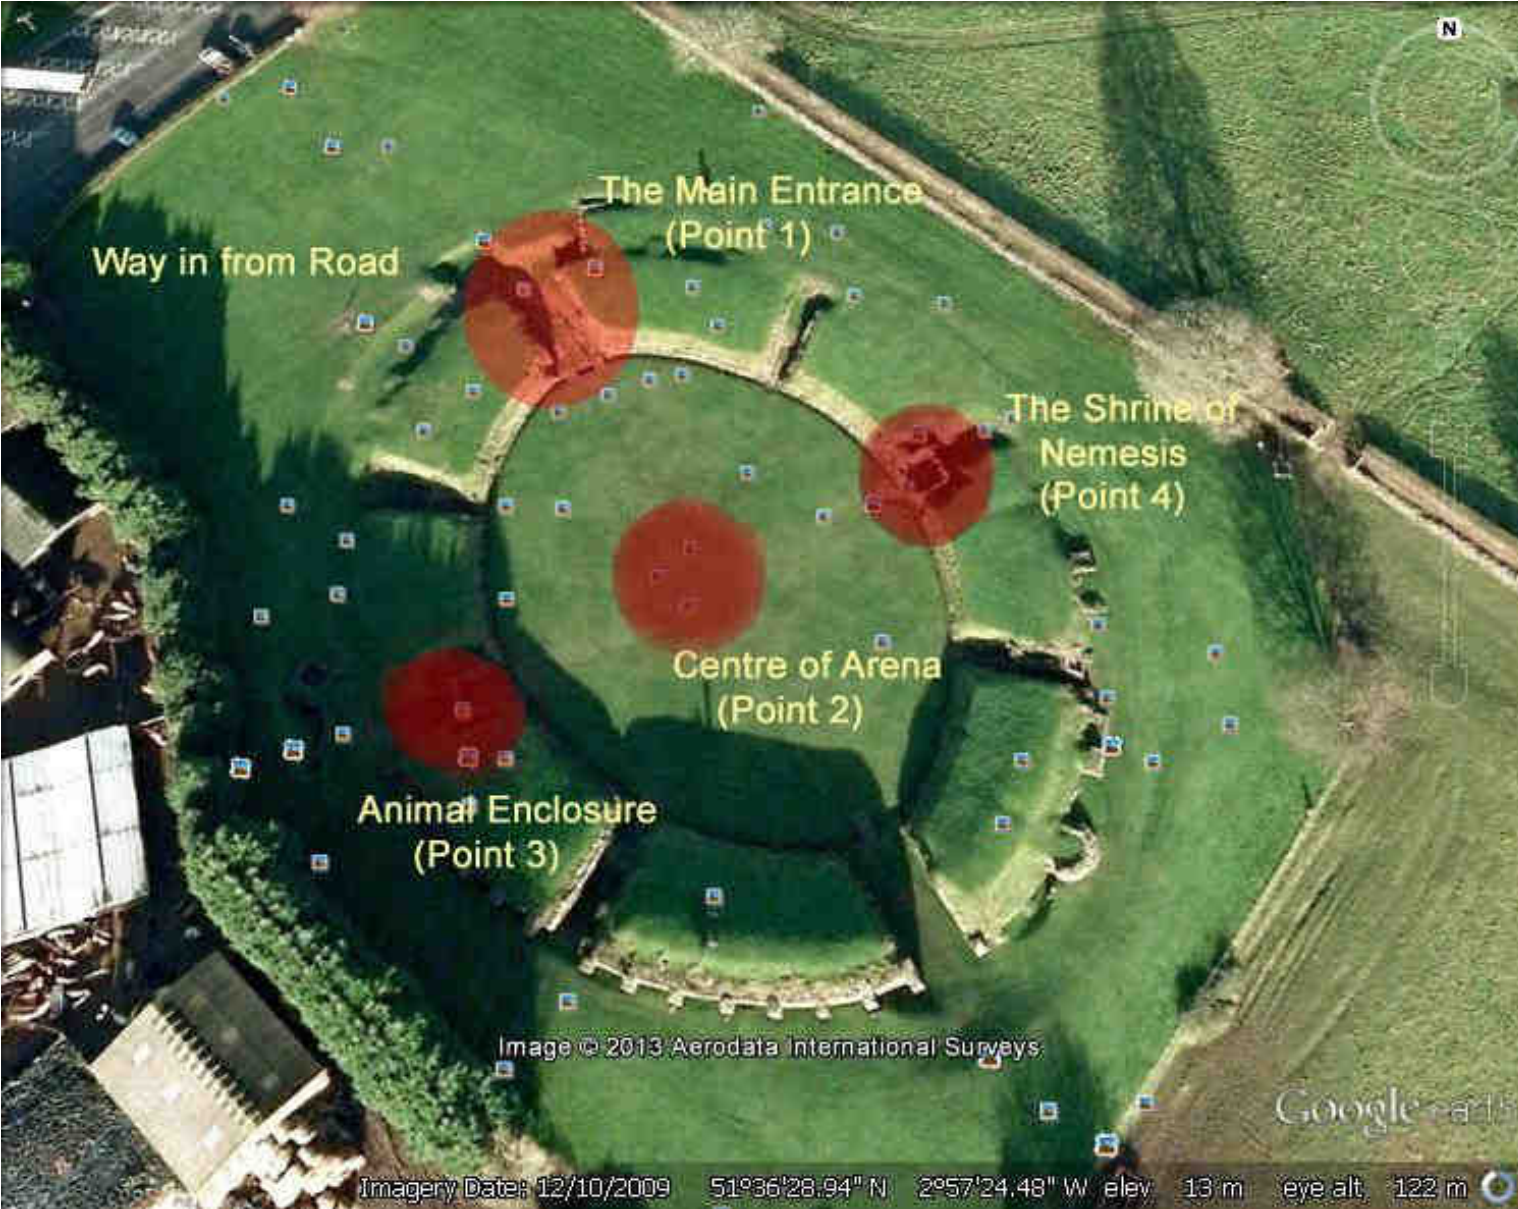 N
The Main Entrance
(Point 1)
Way in from Road
The Shrine of
Nemesis
(Point 4)
Centre of Arena
(Point 2)
Animal Enclosure
(Point 3)
Image © 2013 Aerodata International Surveys
Google earth
Imagery Date: 12/10/2009 51°36'28.94" N 2°57'24.48" W elev 13 m eye alt 122 m